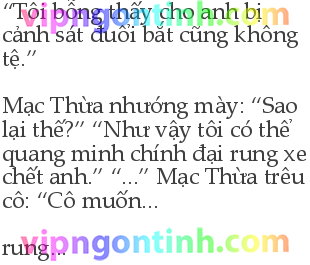 “Tôi bỗng thấy cho anh bị
vipngontinh.com
cảnh sát đuổi bắt cũng không
tệ.”
Mạc Thừa nhướng mày: “Sao
lại thế?” “Như vậy tôi có thể
quang minh chính đại rung xe
chết anh.” “...” Mạc Thừa trêu
cô: “Cô muốn...
vipngontinh.com
rung...